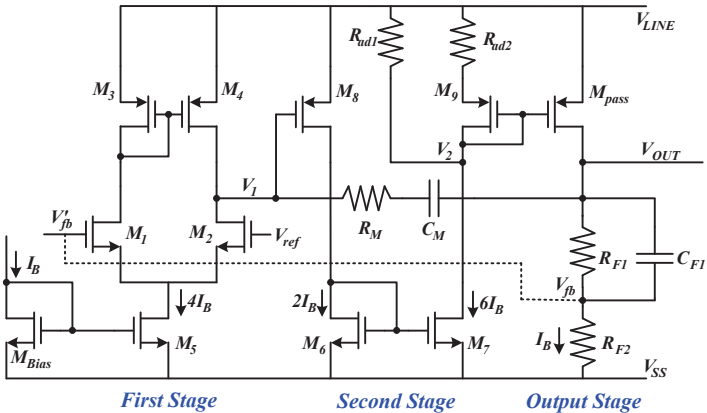 V_LINE
R_ad1
R_ad2
M_3
M_4
M_8
M_9
M_pass
V_1
V_2
V_OUT
V'_fb
M_1
M_2
V_ref
R_M
C_M
R_F1
C_F1
I_B
4I_B
2I_B
6I_B
V_fb
M_Bias
M_5
M_6
M_7
I_B
R_F2
V_SS
First Stage
Second Stage
Output Stage